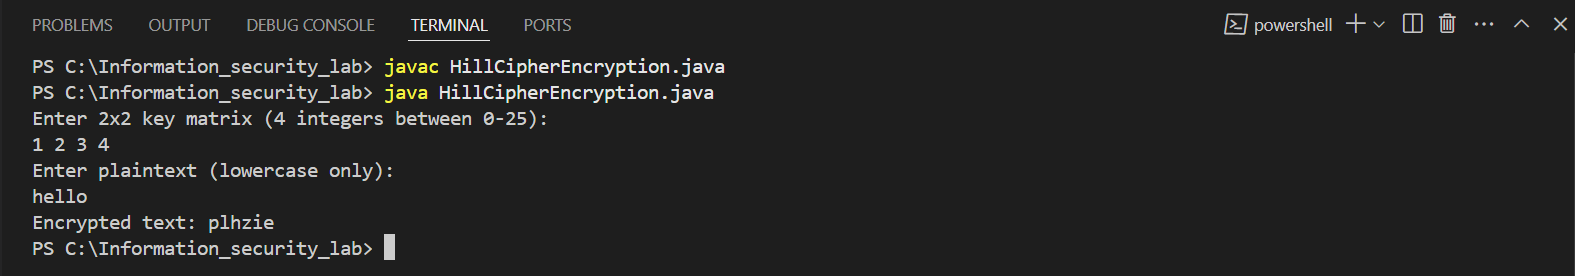 PROBLEMS OUTPUT DEBUG CONSOLE TERMINAL PORTS powershell
PS C:\Information_security_lab> javac HillCipherEncryption.java
PS C:\Information_security_lab> java HillCipherEncryption.java
Enter 2x2 key matrix (4 integers between 0-25):
1 2 3 4
Enter plaintext (lowercase only):
hello
Encrypted text: plhzie
PS C:\Information_security_lab>